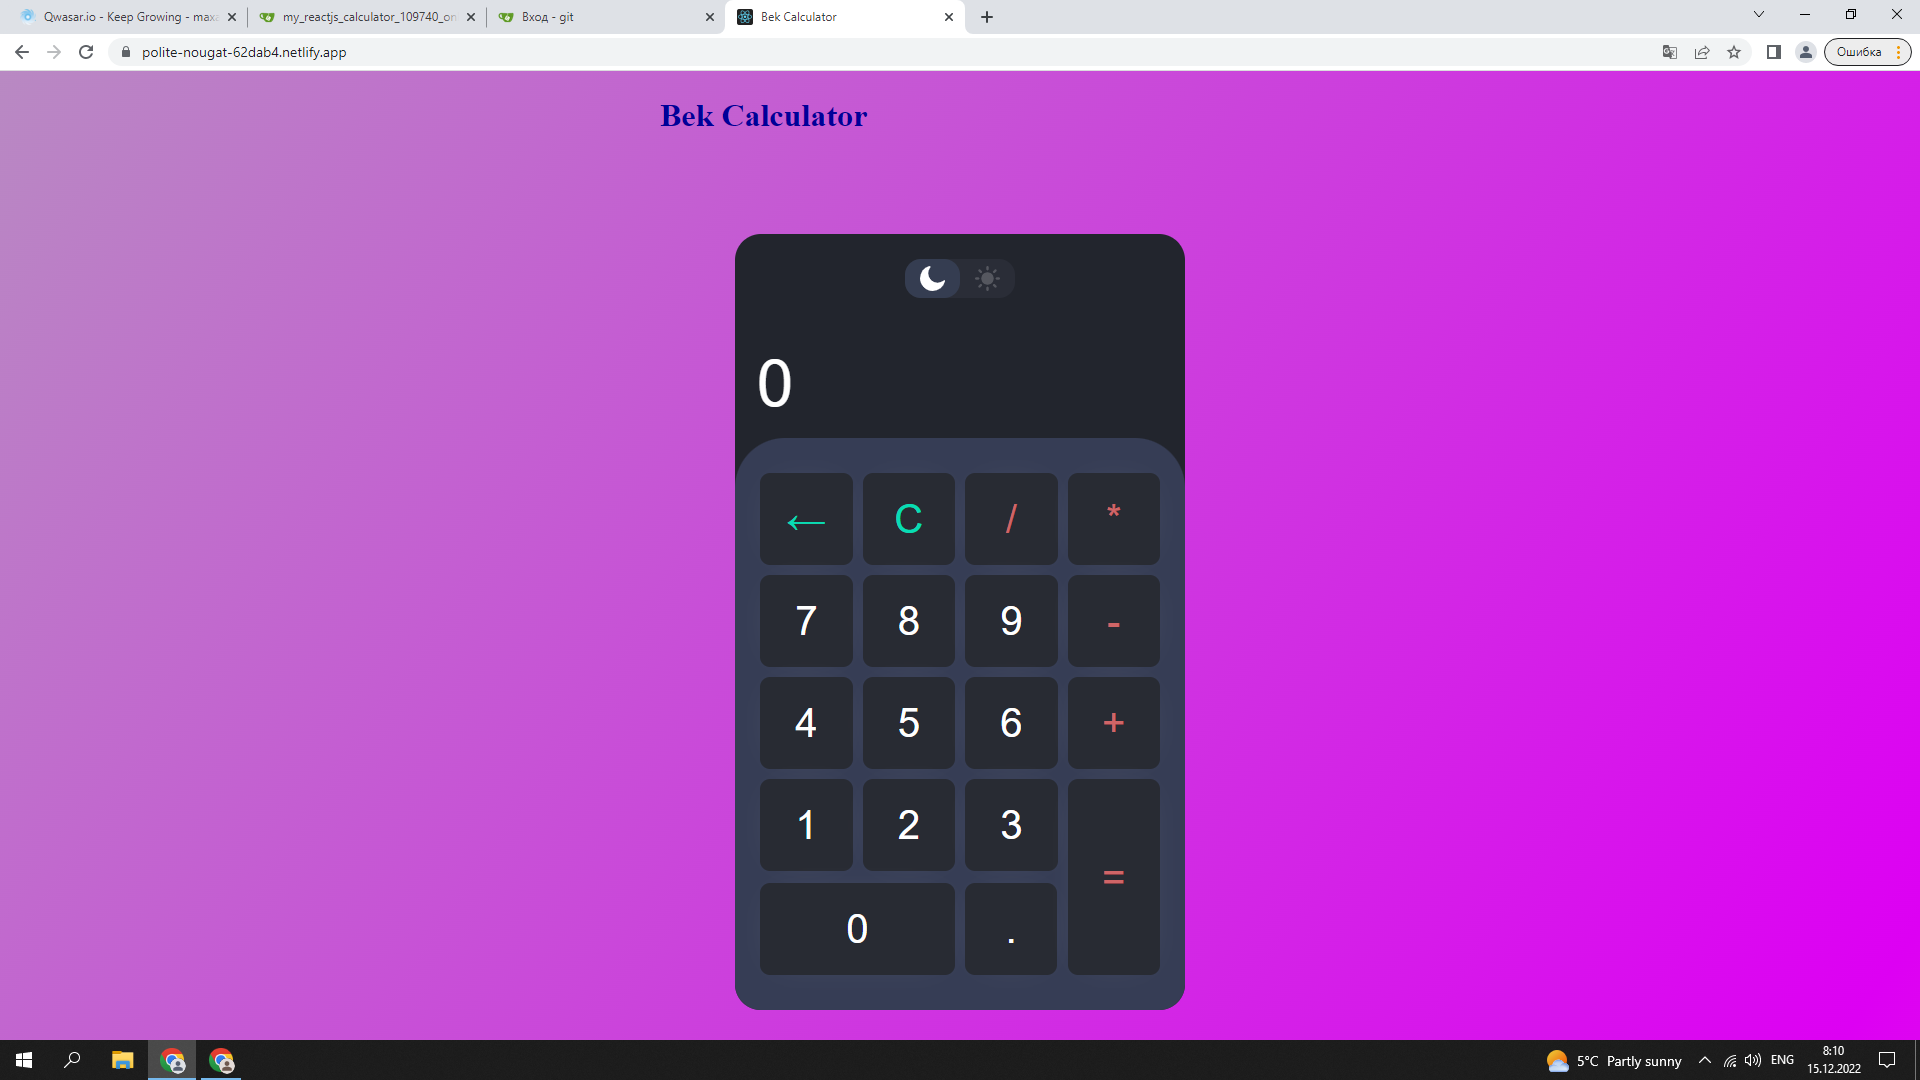 Qwasar.io - Keep Growing - maxa
my_reactjs_calculator_109740_on
Вход - git
Bek Calculator
polite-nougat-62dab4.netlify.app
Ошибка
Bek Calculator
0
← C / *
7 8 9 -
4 5 6 +
1 2 3
=
0 .
5°C Partly sunny
ENG
8:10
15.12.2022